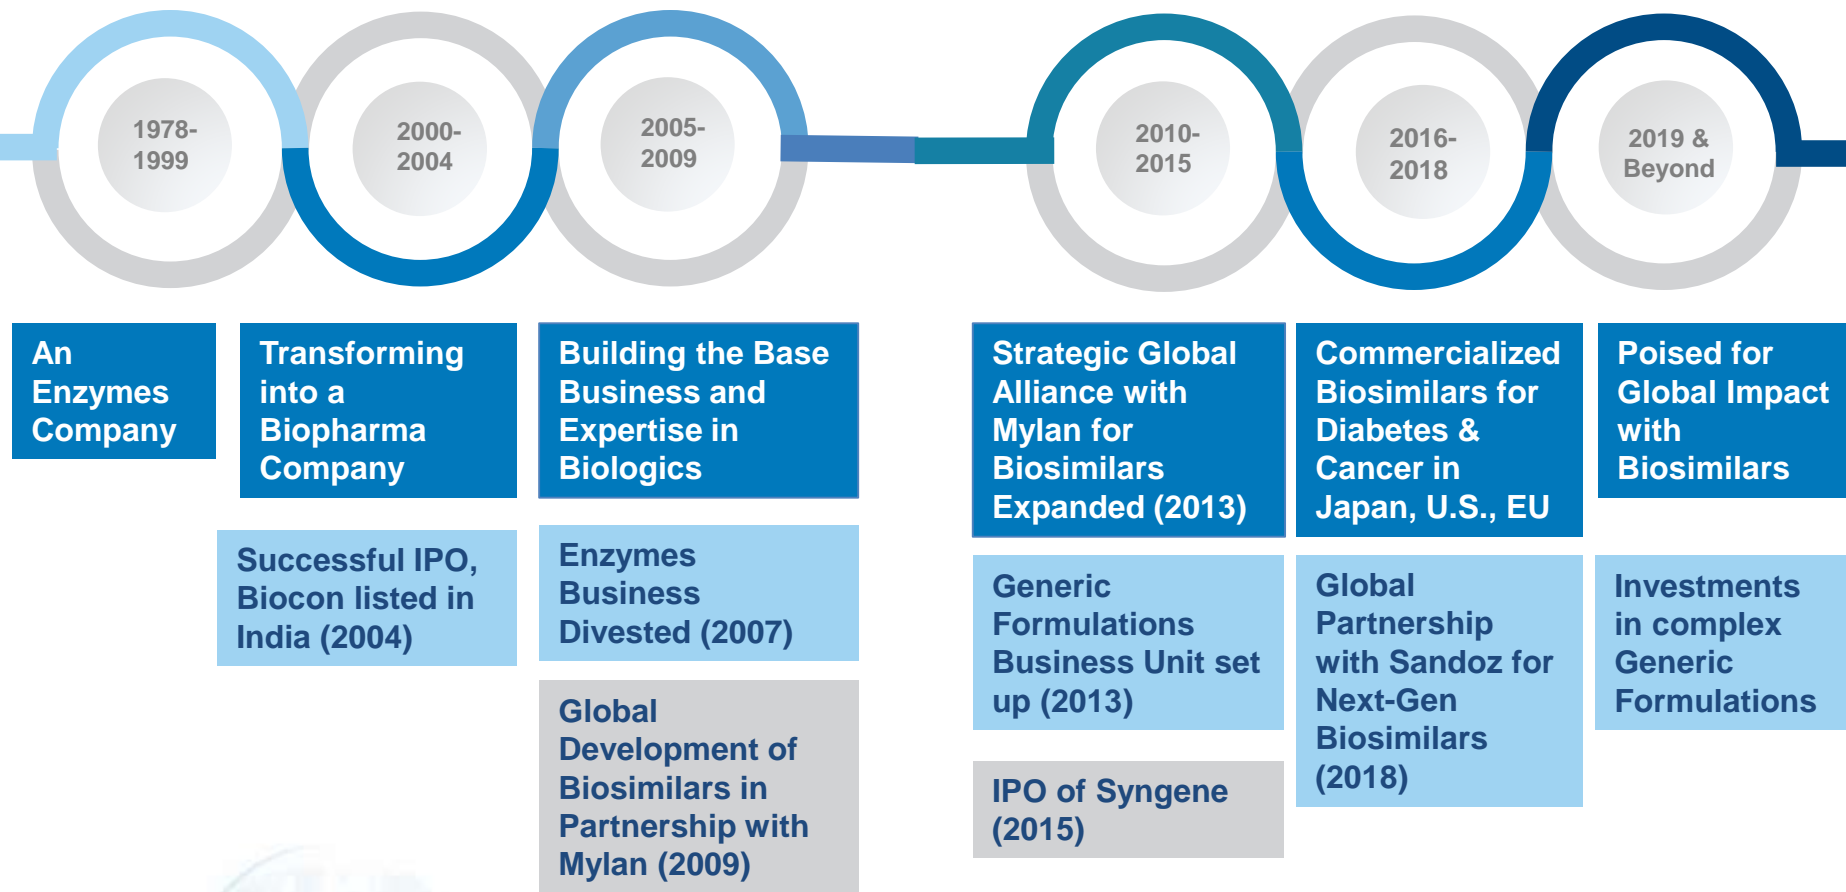 1978-
1999
2000-
2004
2005-
2009
2010-
2015
2016-
2018
2019 &
Beyond
An
Enzymes
Company
Transforming
into a
Biopharma
Company
Building the Base
Business and
Expertise in
Biologics
Strategic Global
Alliance with
Mylan for
Biosimilars
Expanded (2013)
Commercialized
Biosimilars for
Diabetes &
Cancer in
Japan, U.S., EU
Poised for
Global Impact
with
Biosimilars
Successful IPO,
Biocon listed in
India (2004)
Enzymes
Business
Divested (2007)
Generic
Formulations
Business Unit set
up (2013)
Global
Partnership
with Sandoz for
Next-Gen
Biosimilars
(2018)
Investments
in complex
Generic
Formulations
Global
Development of
Biosimilars in
Partnership with
Mylan (2009)
IPO of Syngene
(2015)